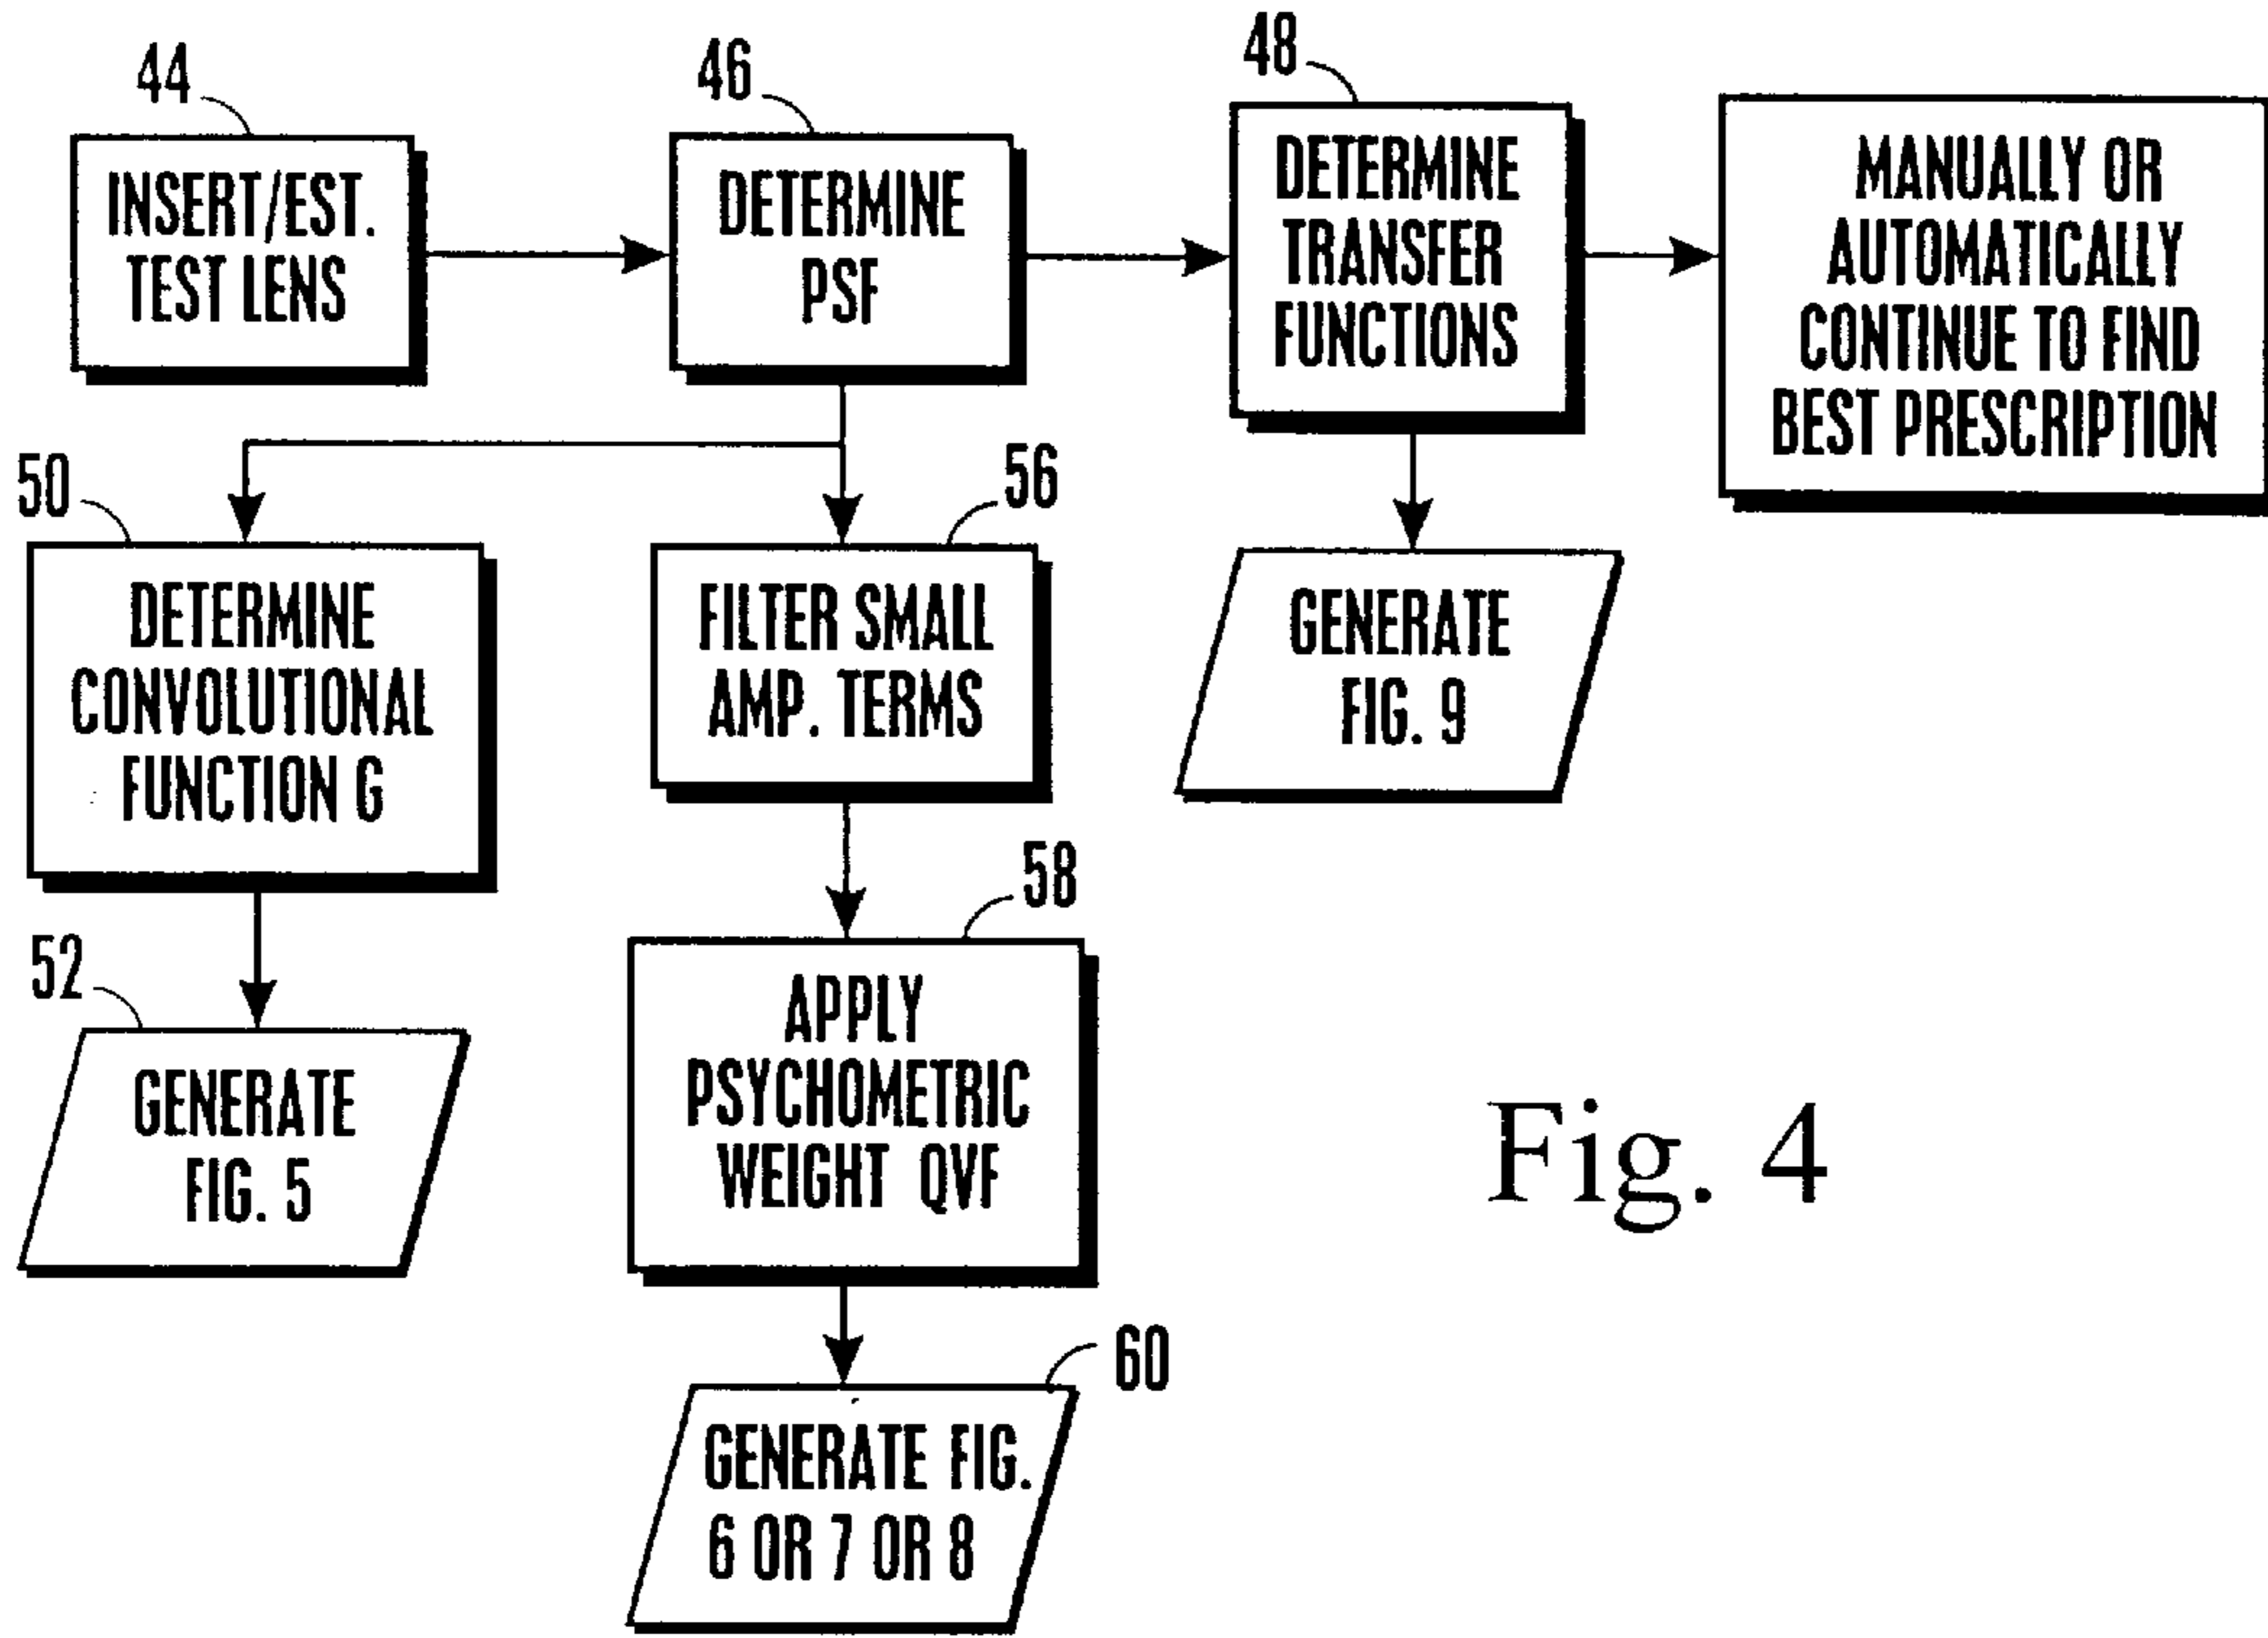 44
INSERT/EST.
TEST LENS
46
DETERMINE
PSF
48
DETERMINE
TRANSFER
FUNCTIONS
MANUALLY OR
AUTOMATICALLY
CONTINUE TO FIND
BEST PRESCRIPTION
50
DETERMINE
CONVOLUTIONAL
FUNCTION G
56
FILTER SMALL
AMP. TERMS
GENERATE
FIG. 9
52
GENERATE
FIG. 5
58
APPLY
PSYCHOMETRIC
WEIGHT QVF
60
GENERATE FIG.
6 OR 7 OR 8
Fig. 4